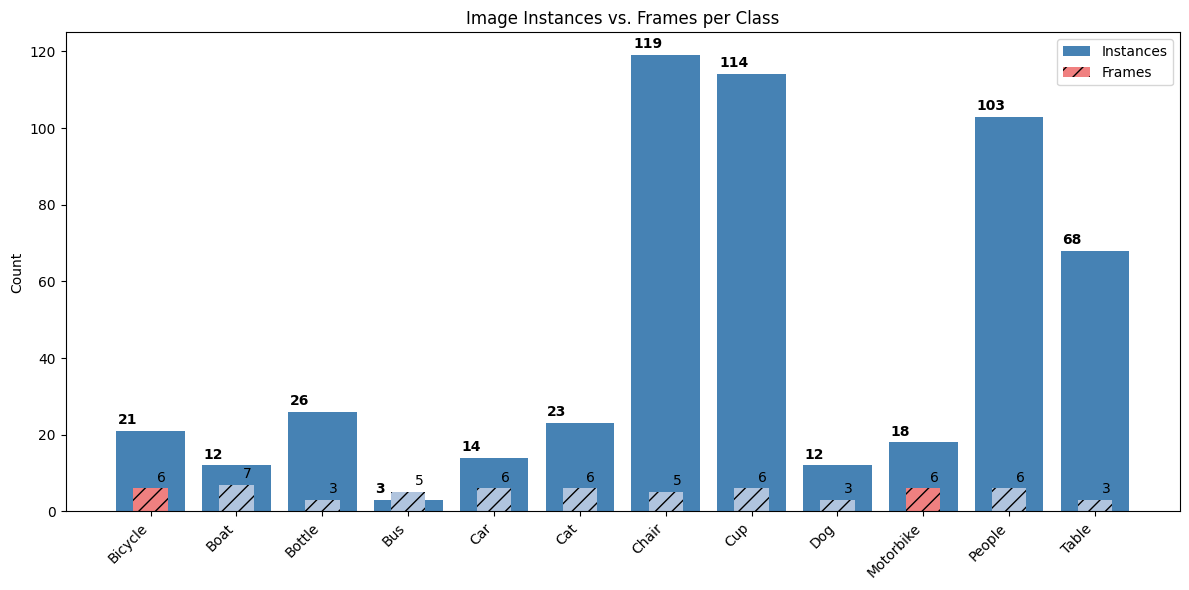 Image Instances vs. Frames per Class
Instances
Frames
Count
120
100
80
60
40
20
0
21
12
26
3
14
23
119
114
12
18
103
68
6
7
3
5
6
6
5
6
3
6
6
3
Bicycle
Boat
Bottle
Bus
Car
Cat
Chair
Cup
Dog
Motorbike
People
Table